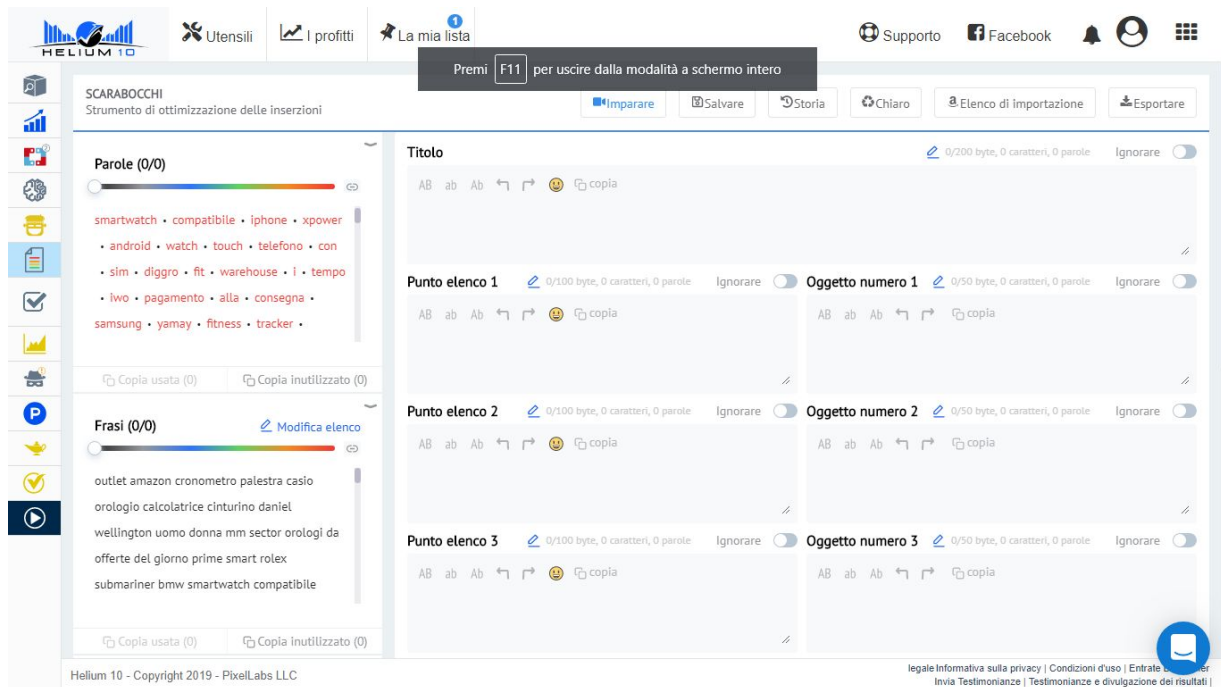 HELIUM 10
Utensili
I profitti
1
La mia lista
Supporto
Facebook
Premi F11 per uscire dalla modalità a schermo intero
SCARABOCCHI
Strumento di ottimizzazione delle inserzioni
Imparare
Salvare
Storia
Chiaro
Elenco di importazione
Esportare
Parole (0/0)
smartwatch • compatibile • iphone • xpower
• android • watch • touch • telefono • con
• sim • diggro • fit • warehouse • i • tempo
• iwo • pagamento • alla • consegna •
samsung • yamay • fitness • tracker •
Copia usata (0)
Copia inutilizzato (0)
Frasi (0/0)
Modifica elenco
outlet amazon cronometro palestra casio
orologio calcolatrice cinturino daniel
wellington uomo donna mm sector orologi da
offerte del giorno prime smart rolex
submariner bmw smartwatch compatibile
Copia usata (0)
Copia inutilizzato (0)
Titolo
0/200 byte, 0 caratteri, 0 parole
Ignorare
AB ab Ab copia
Punto elenco 1
0/100 byte, 0 caratteri, 0 parole
Ignorare
AB ab Ab copia
Oggetto numero 1
0/50 byte, 0 caratteri, 0 parole
Ignorare
AB ab Ab copia
Punto elenco 2
0/100 byte, 0 caratteri, 0 parole
Ignorare
AB ab Ab copia
Oggetto numero 2
0/50 byte, 0 caratteri, 0 parole
Ignorare
AB ab Ab copia
Punto elenco 3
0/100 byte, 0 caratteri, 0 parole
Ignorare
AB ab Ab copia
Oggetto numero 3
0/50 byte, 0 caratteri, 0 parole
Ignorare
AB ab Ab copia
Helium 10 - Copyright 2019 - PixelLabs LLC
legale Informativa sulla privacy | Condizioni d'uso | Entrate
Invia Testimonianze | Testimonianze e divulgazione dei risultati |